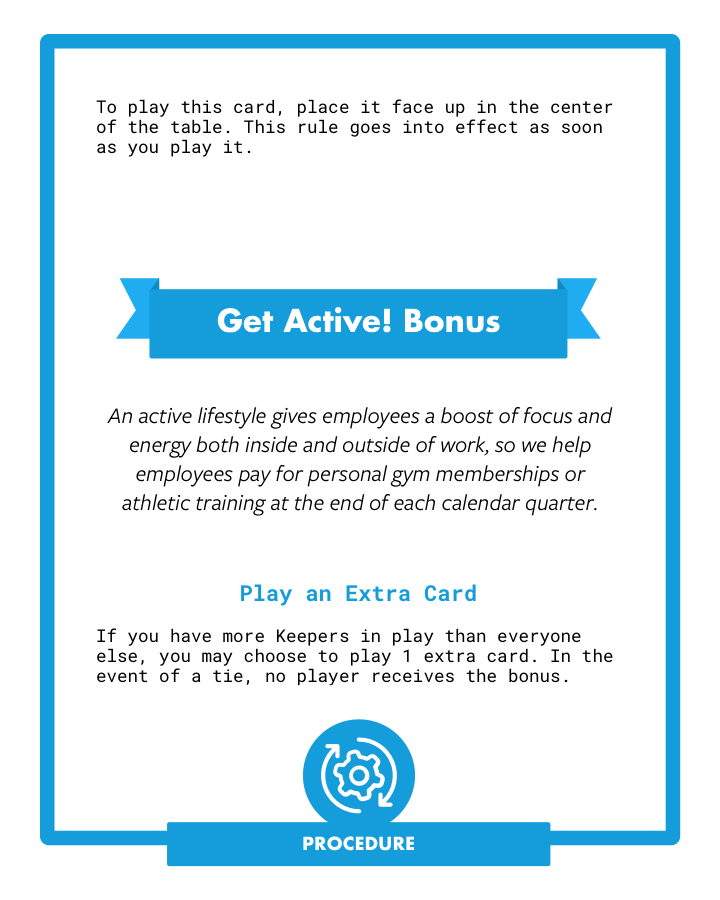 To play this card, place it face up in the center
of the table. This rule goes into effect as soon
as you play it.
Get Active! Bonus
An active lifestyle gives employees a boost of focus and
energy both inside and outside of work, so we help
employees pay for personal gym memberships or
athletic training at the end of each calendar quarter.
Play an Extra Card
If you have more Keepers in play than everyone
else, you may choose to play 1 extra card. In the
event of a tie, no player receives the bonus.
PROCEDURE